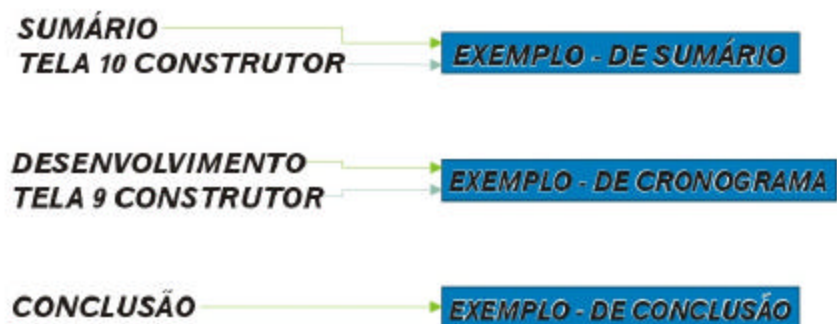 SUMÁRIO
TELA 10 CONSTRUTOR
EXEMPLO - DE SUMÁRIO
DESENVOLVIMENTO
TELA 9 CONSTRUTOR
EXEMPLO - DE CRONOGRAMA
CONCLUSÃO
EXEMPLO - DE CONCLUSÃO